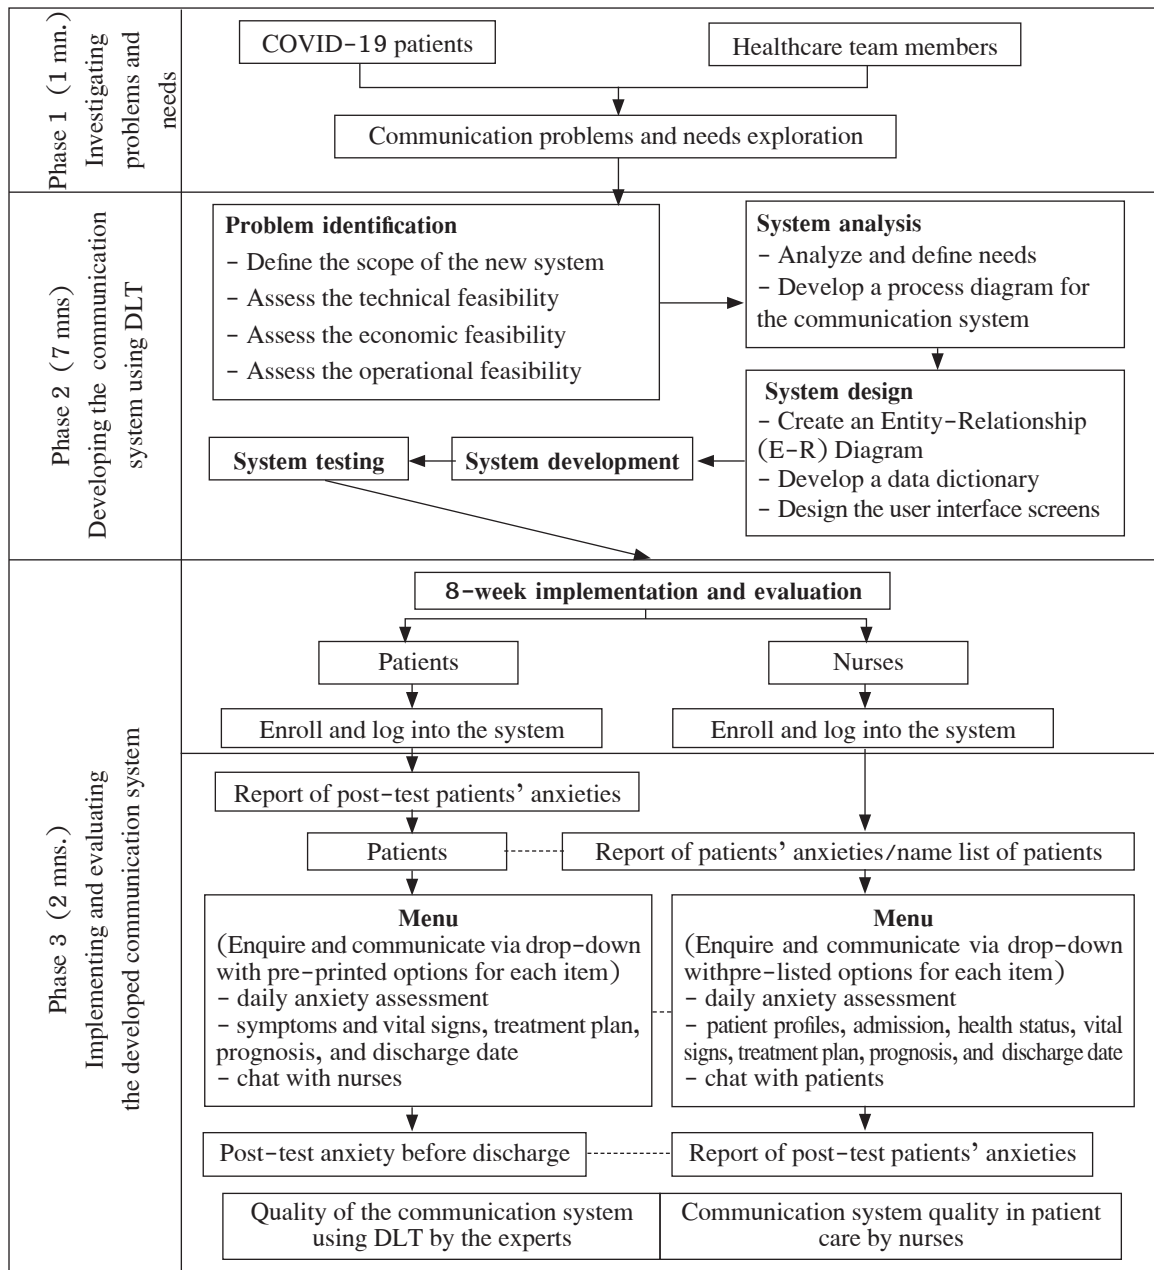 Phase 1 (1 mn.)
Investigating
problems and
needs
COVID-19 patients
Healthcare team members
Communication problems and needs exploration
Phase 2 (7 mns)
Developing the communication
system using DLT
Problem identification
- Define the scope of the new system
- Assess the technical feasibility
- Assess the economic feasibility
- Assess the operational feasibility
System analysis
- Analyze and define needs
- Develop a process diagram for
the communication system
System design
- Create an Entity-Relationship
(E-R) Diagram
- Develop a data dictionary
- Design the user interface screens
System development
System testing
Phase 3 (2 mns.)
Implementing and evaluating
the developed communication system
8-week implementation and evaluation
Patients
Nurses
Enroll and log into the system
Enroll and log into the system
Report of post-test patients' anxieties
Patients
Report of patients' anxieties/name list of patients
Menu
(Enquire and communicate via drop-down
with pre-printed options for each item)
- daily anxiety assessment
- symptoms and vital signs, treatment plan,
prognosis, and discharge date
- chat with nurses
Menu
(Enquire and communicate via drop-down
withpre-listed options for each item)
- daily anxiety assessment
- patient profiles, admission, health status, vital
signs, treatment plan, prognosis, and discharge date
- chat with patients
Post-test anxiety before discharge
Report of post-test patients' anxieties
Quality of the communication system
using DLT by the experts
Communication system quality in patient
care by nurses